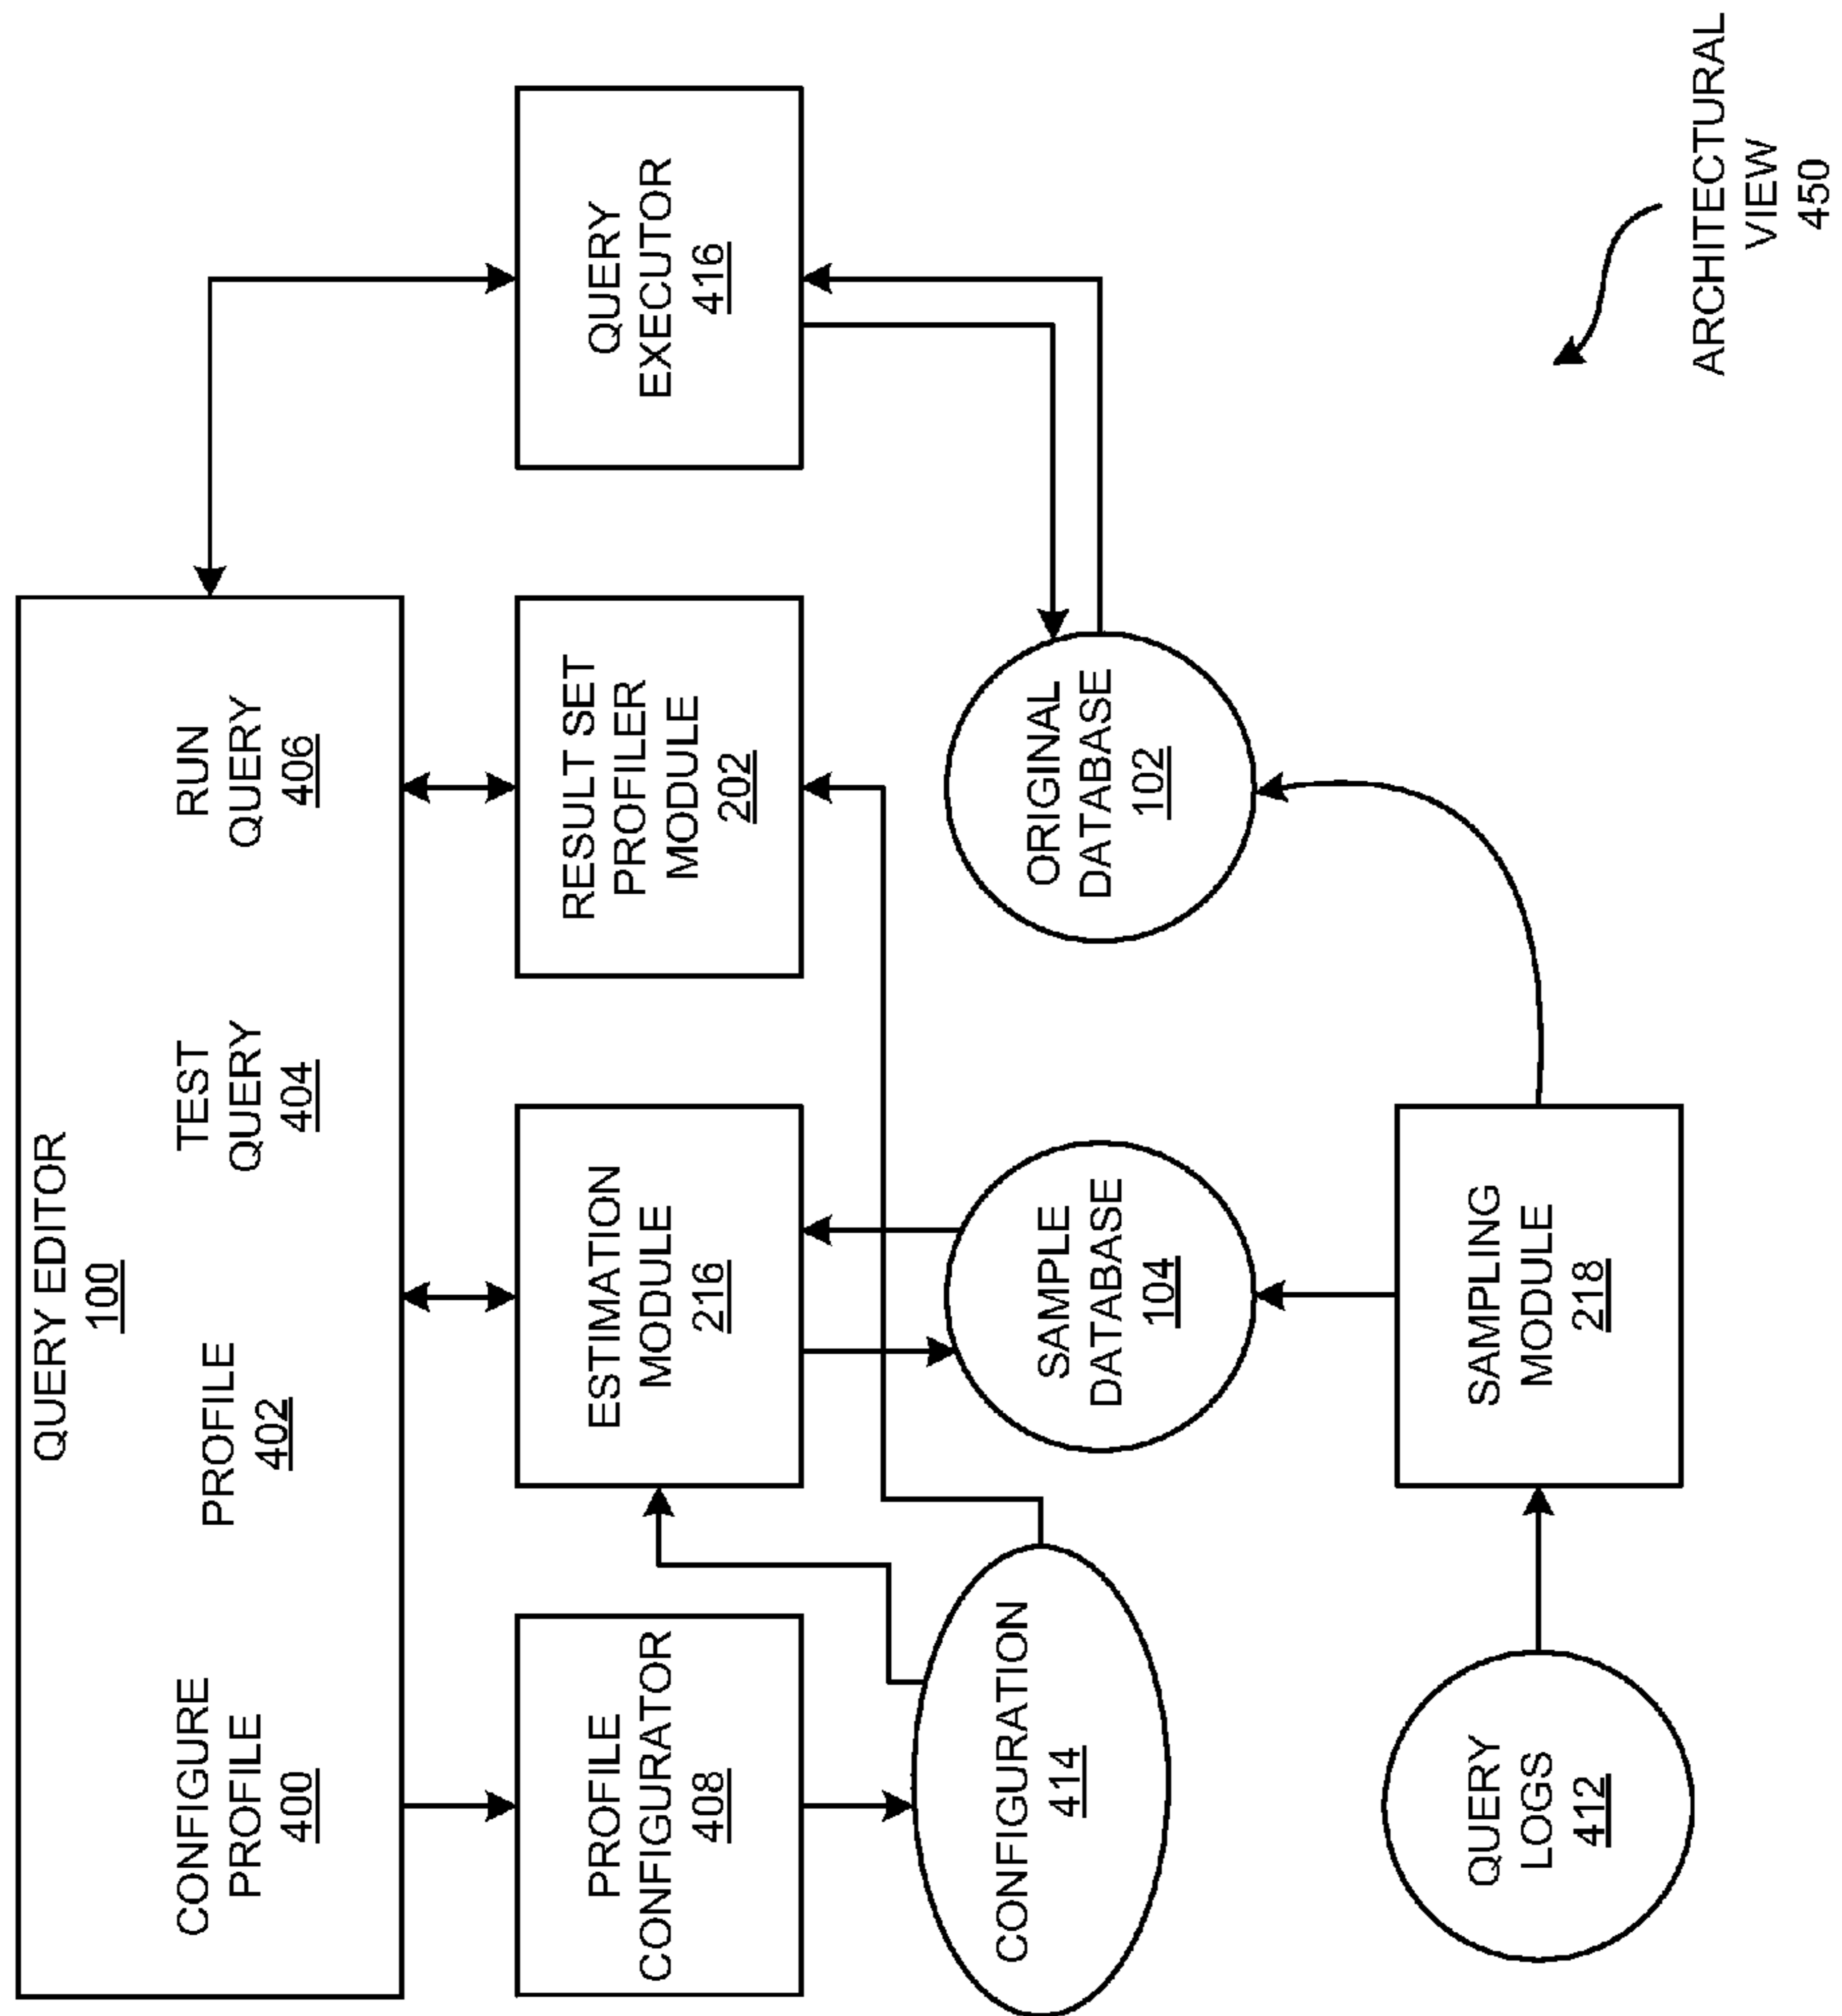 QUERY EDITOR
100
CONFIGURE
PROFILE
400
PROFILE
402
TEST
QUERY
404
RUN
QUERY
406
PROFILE
CONFIGURATOR
408
ESTIMATION
MODULE
216
RESULT SET
PROFILER
MODULE
202
QUERY
EXECUTOR
416
CONFIGURATION
414
SAMPLE
DATABASE
104
ORIGINAL
DATABASE
102
QUERY
LOGS
412
SAMPLING
MODULE
218
ARCHITECTURAL
VIEW
450